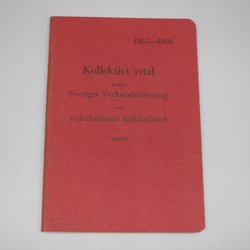 1957—1958
Kollektivt avtal
mellan
Sveriges Verkstadsförening
och
vederbörande fackförbund